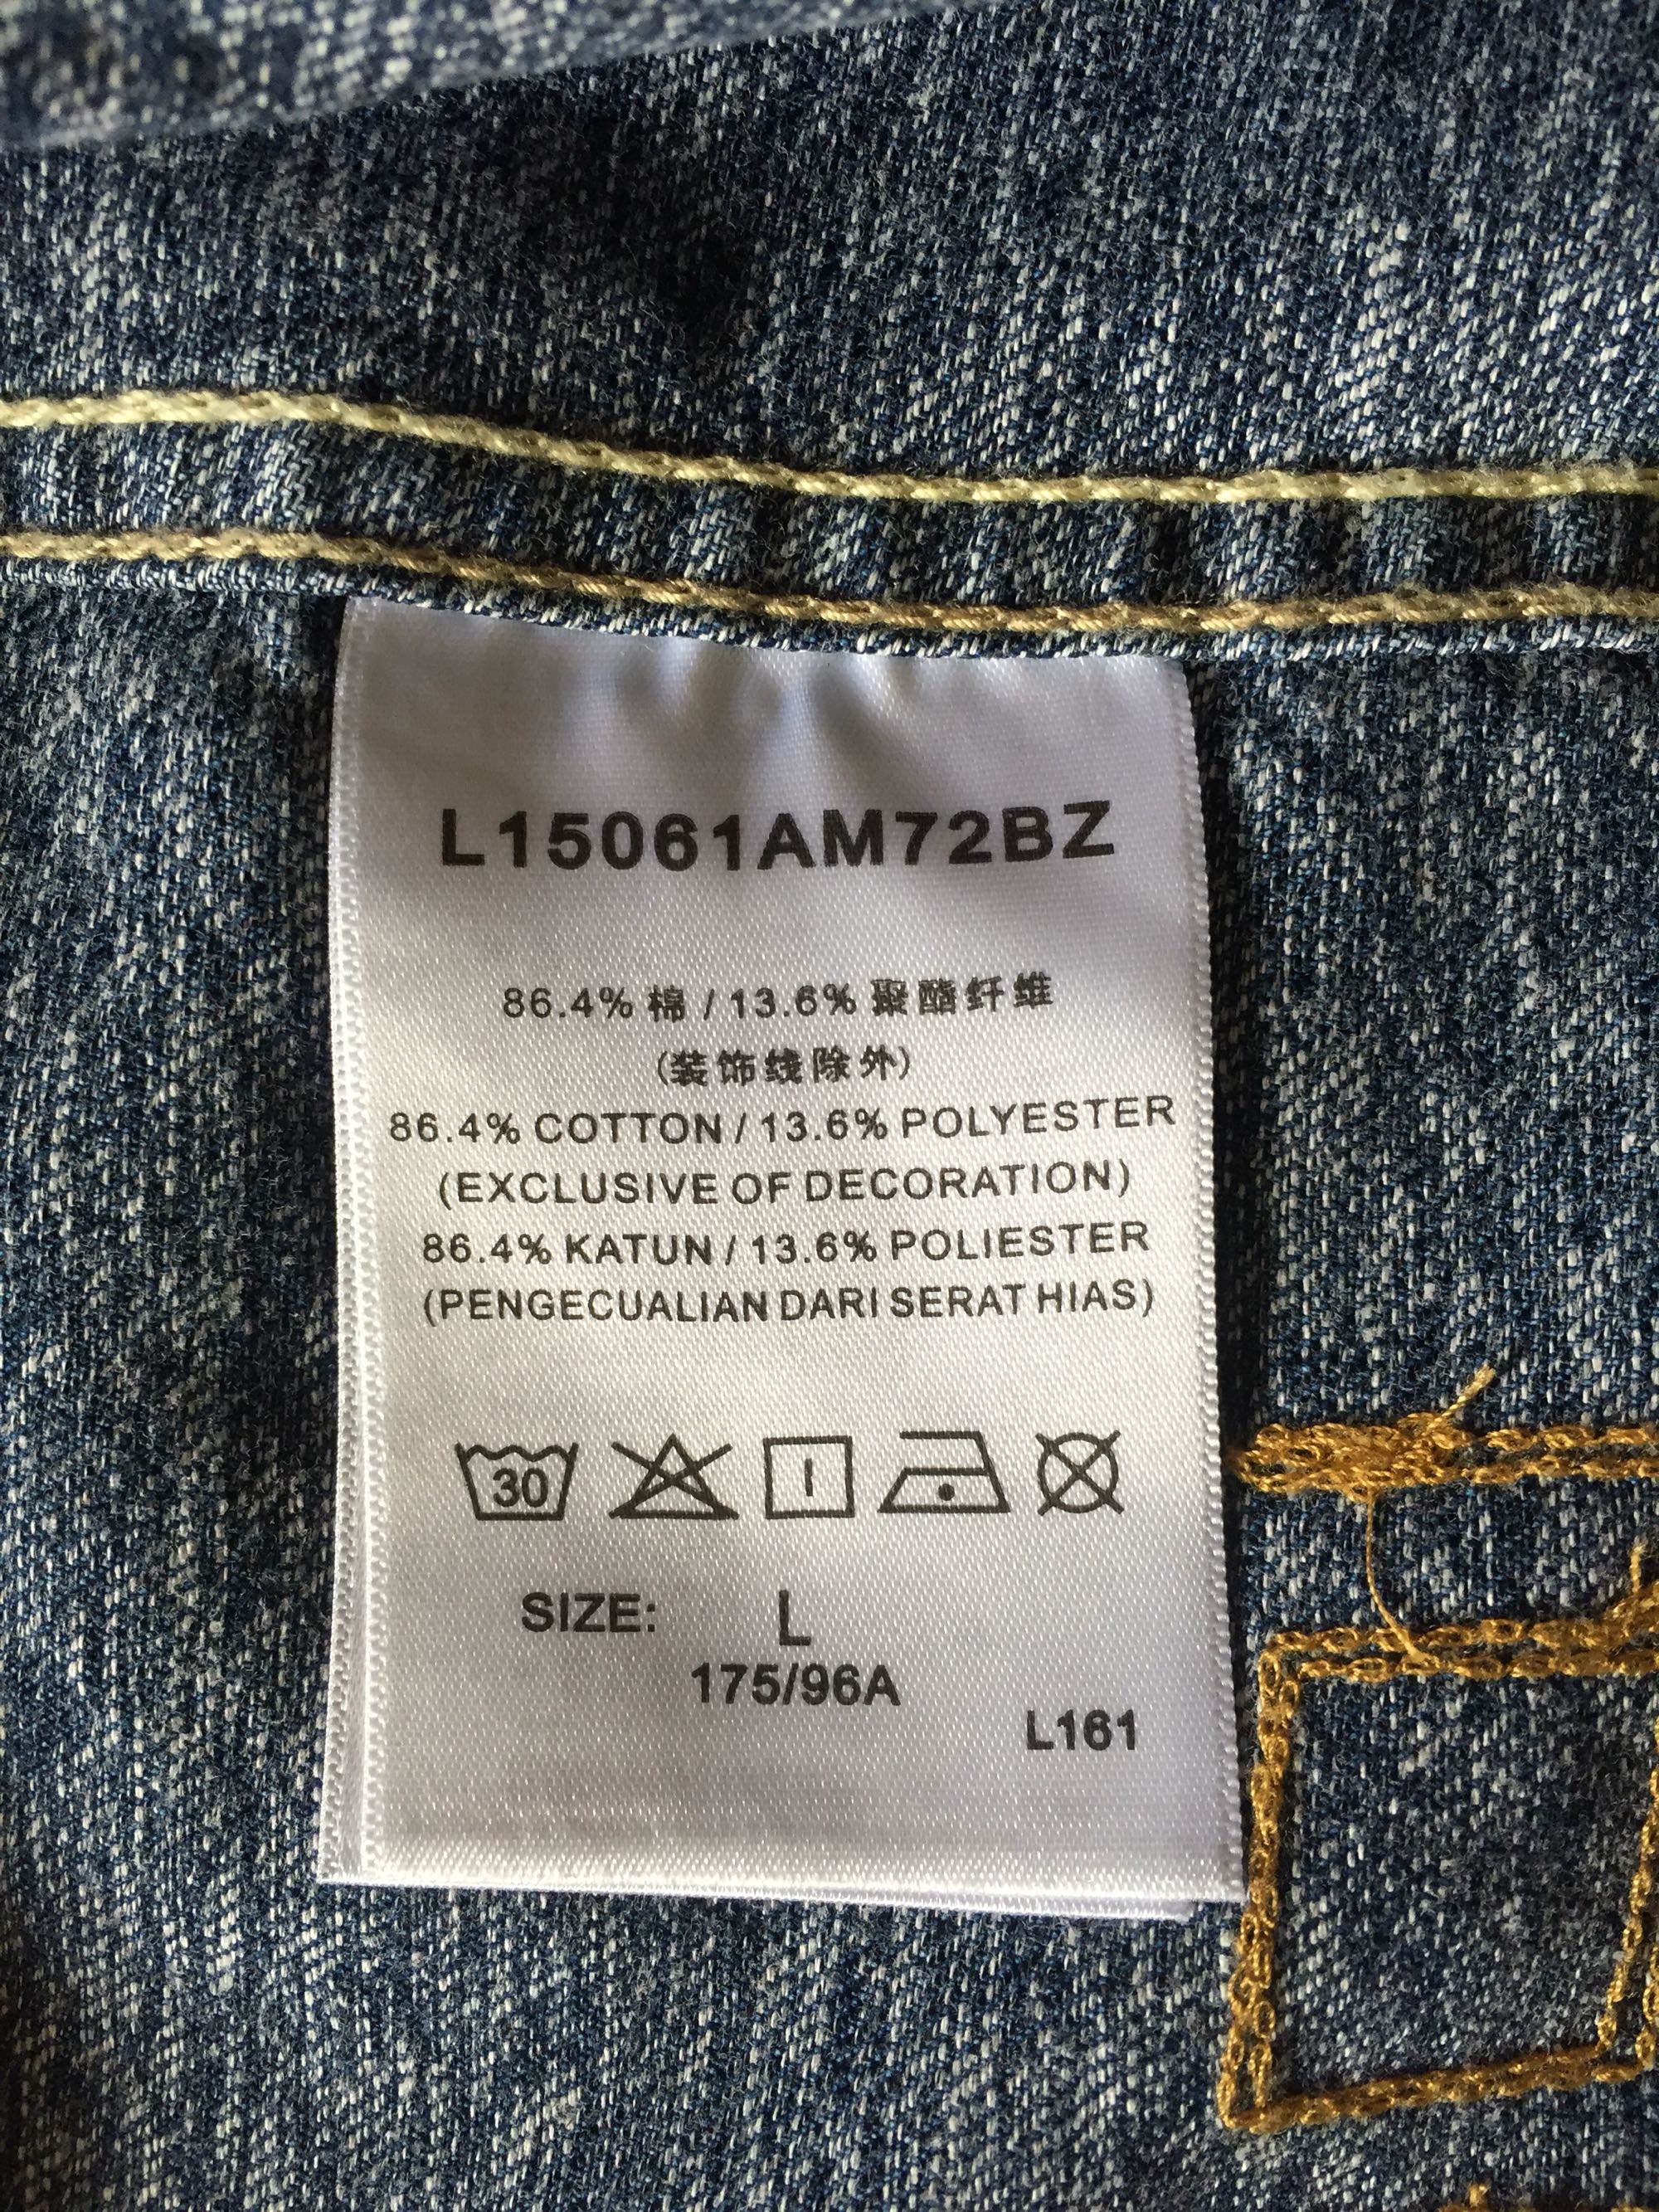 L15061AM72BZ
86.4% 棉 / 13.6% 聚酯纤维
(装饰线除外)
86.4% COTTON / 13.6% POLYESTER
(EXCLUSIVE OF DECORATION)
86.4% KATUN / 13.6% POLIESTER
(PENGECUALIAN DARI SERAT HIAS)
30
SIZE: L
175/96A
L161